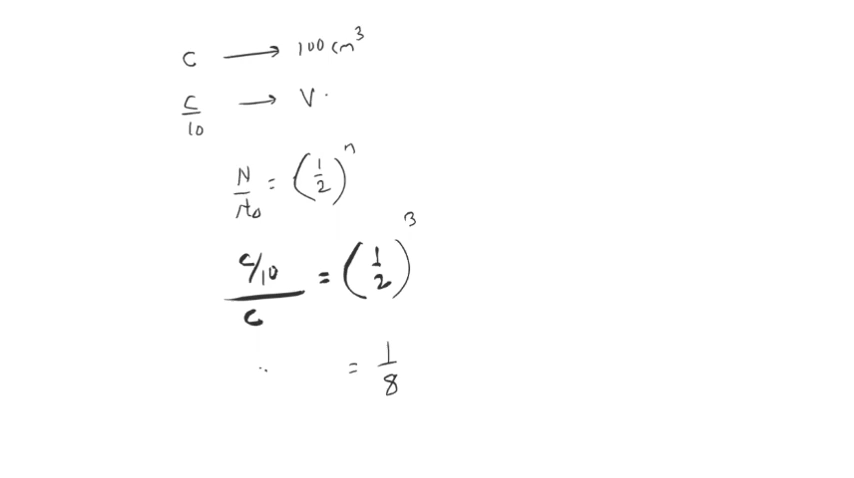 C → 100 cm³
C/10 → V.
N/N₀ = (1/2)ⁿ
(C/10)/C = (1/2)³
= 1/8